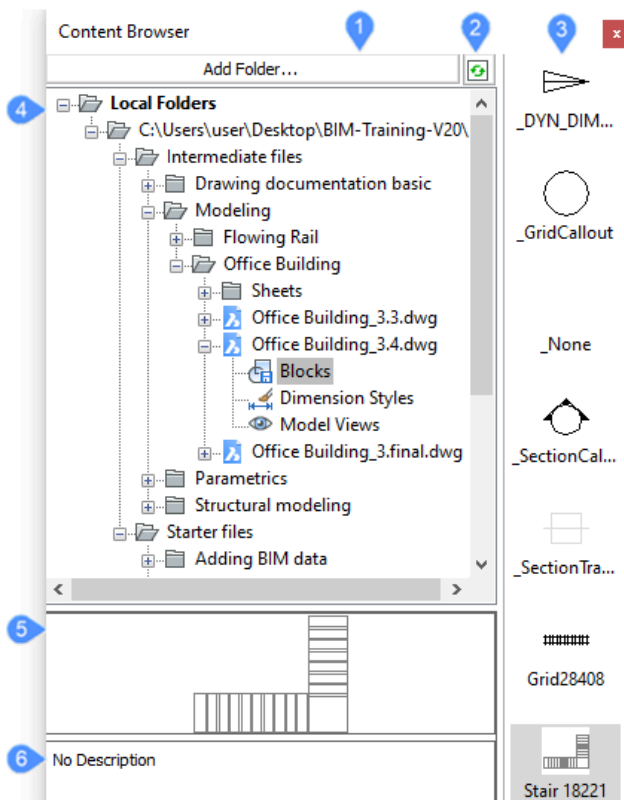 Content Browser
1
2
3
x
Add Folder...
4
Local Folders
C:\Users\user\Desktop\BIM-Training-V20\
Intermediate files
Drawing documentation basic
Modeling
Flowing Rail
Office Building
Sheets
Office Building_3.3.dwg
Office Building_3.4.dwg
Blocks
Dimension Styles
Model Views
Office Building_3.final.dwg
Parametrics
Structural modeling
Starter files
Adding BIM data
5
6
No Description
_DYN_DIM...
_GridCallout
_None
_SectionCal...
_SectionTra...
Grid28408
Stair 18221